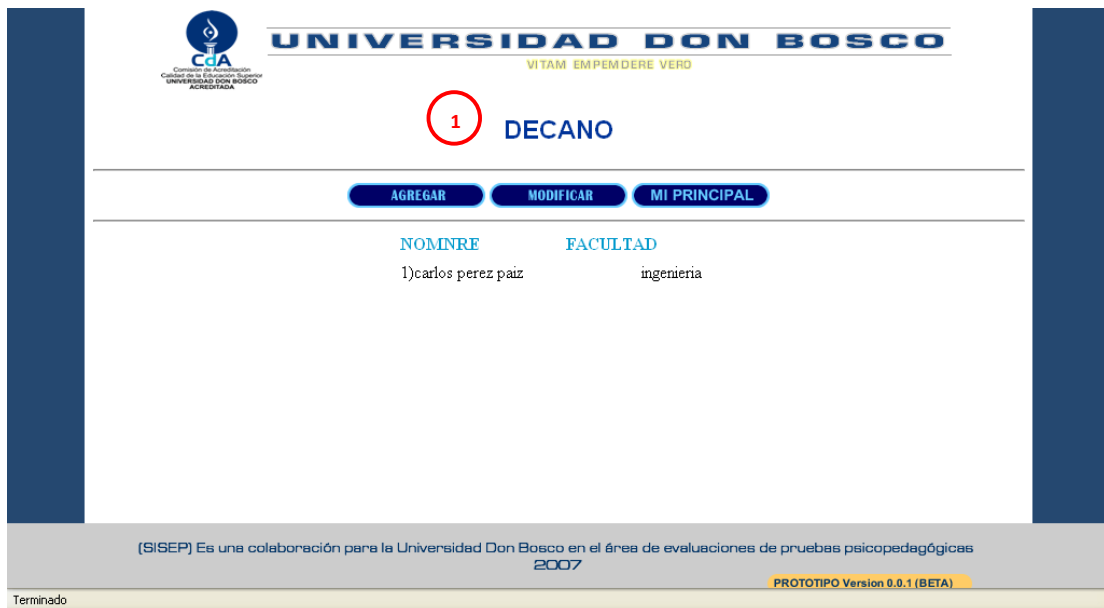 UNIVERSIDAD DON BOSCO
VITAM EMPEMDERE VERO
CdA
Comisión de Acreditación
Calidad de la Educación Superior
UNIVERSIDAD DON BOSCO
ACREDITADA
1
DECANO
AGREGAR MODIFICAR MI PRINCIPAL
NOMNRE FACULTAD
1)carlos perez paiz ingenieria
(SISEP) Es una colaboración para la Universidad Don Bosco en el área de evaluaciones de pruebas psicopedagógicas
2007
PROTOTIPO Version 0.0.1 (BETA)
Terminado